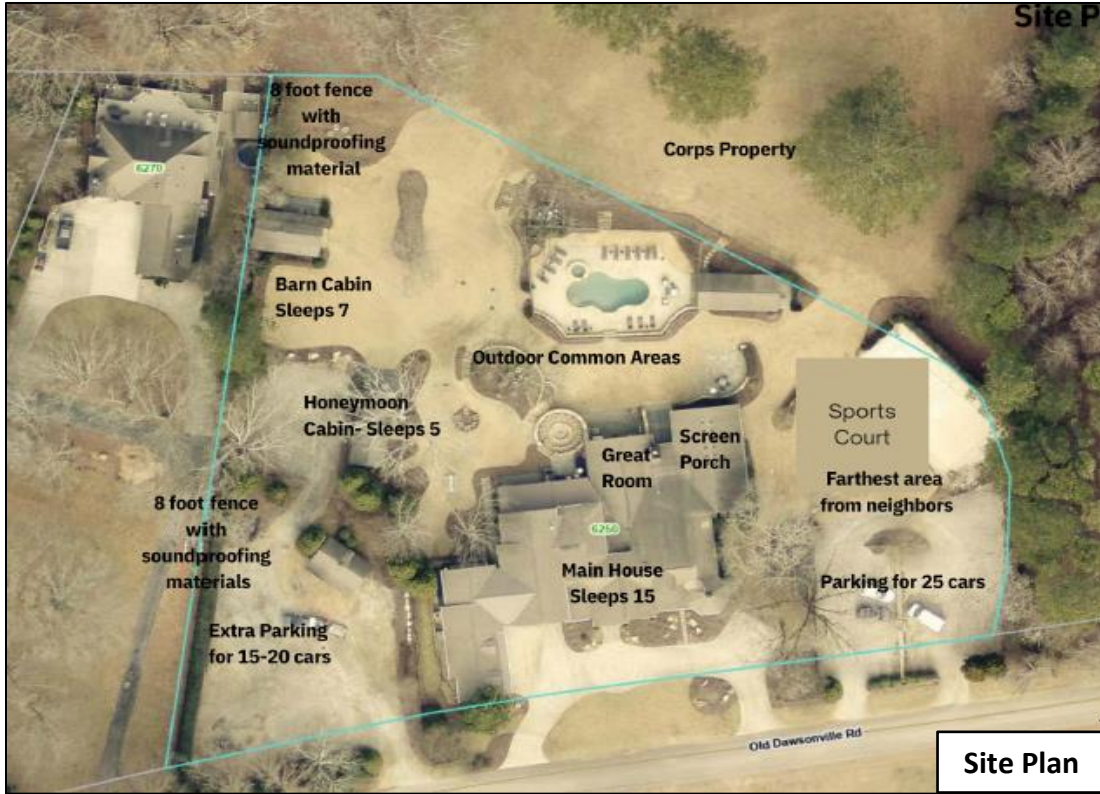 Site P
8 foot fence
with
soundproofing
material
6270
Corps Property
Barn Cabin
Sleeps 7
Outdoor Common Areas
Honeymoon
Cabin- Sleeps 5
Great
Room
Screen
Porch
Sports
Court
Farthest area
from neighbors
8 foot fence
with
soundproofing
materials
6250
Main House
Sleeps 15
Parking for 25 cars
Extra Parking
for 15-20 cars
Old Dawsonville Rd
Site Plan